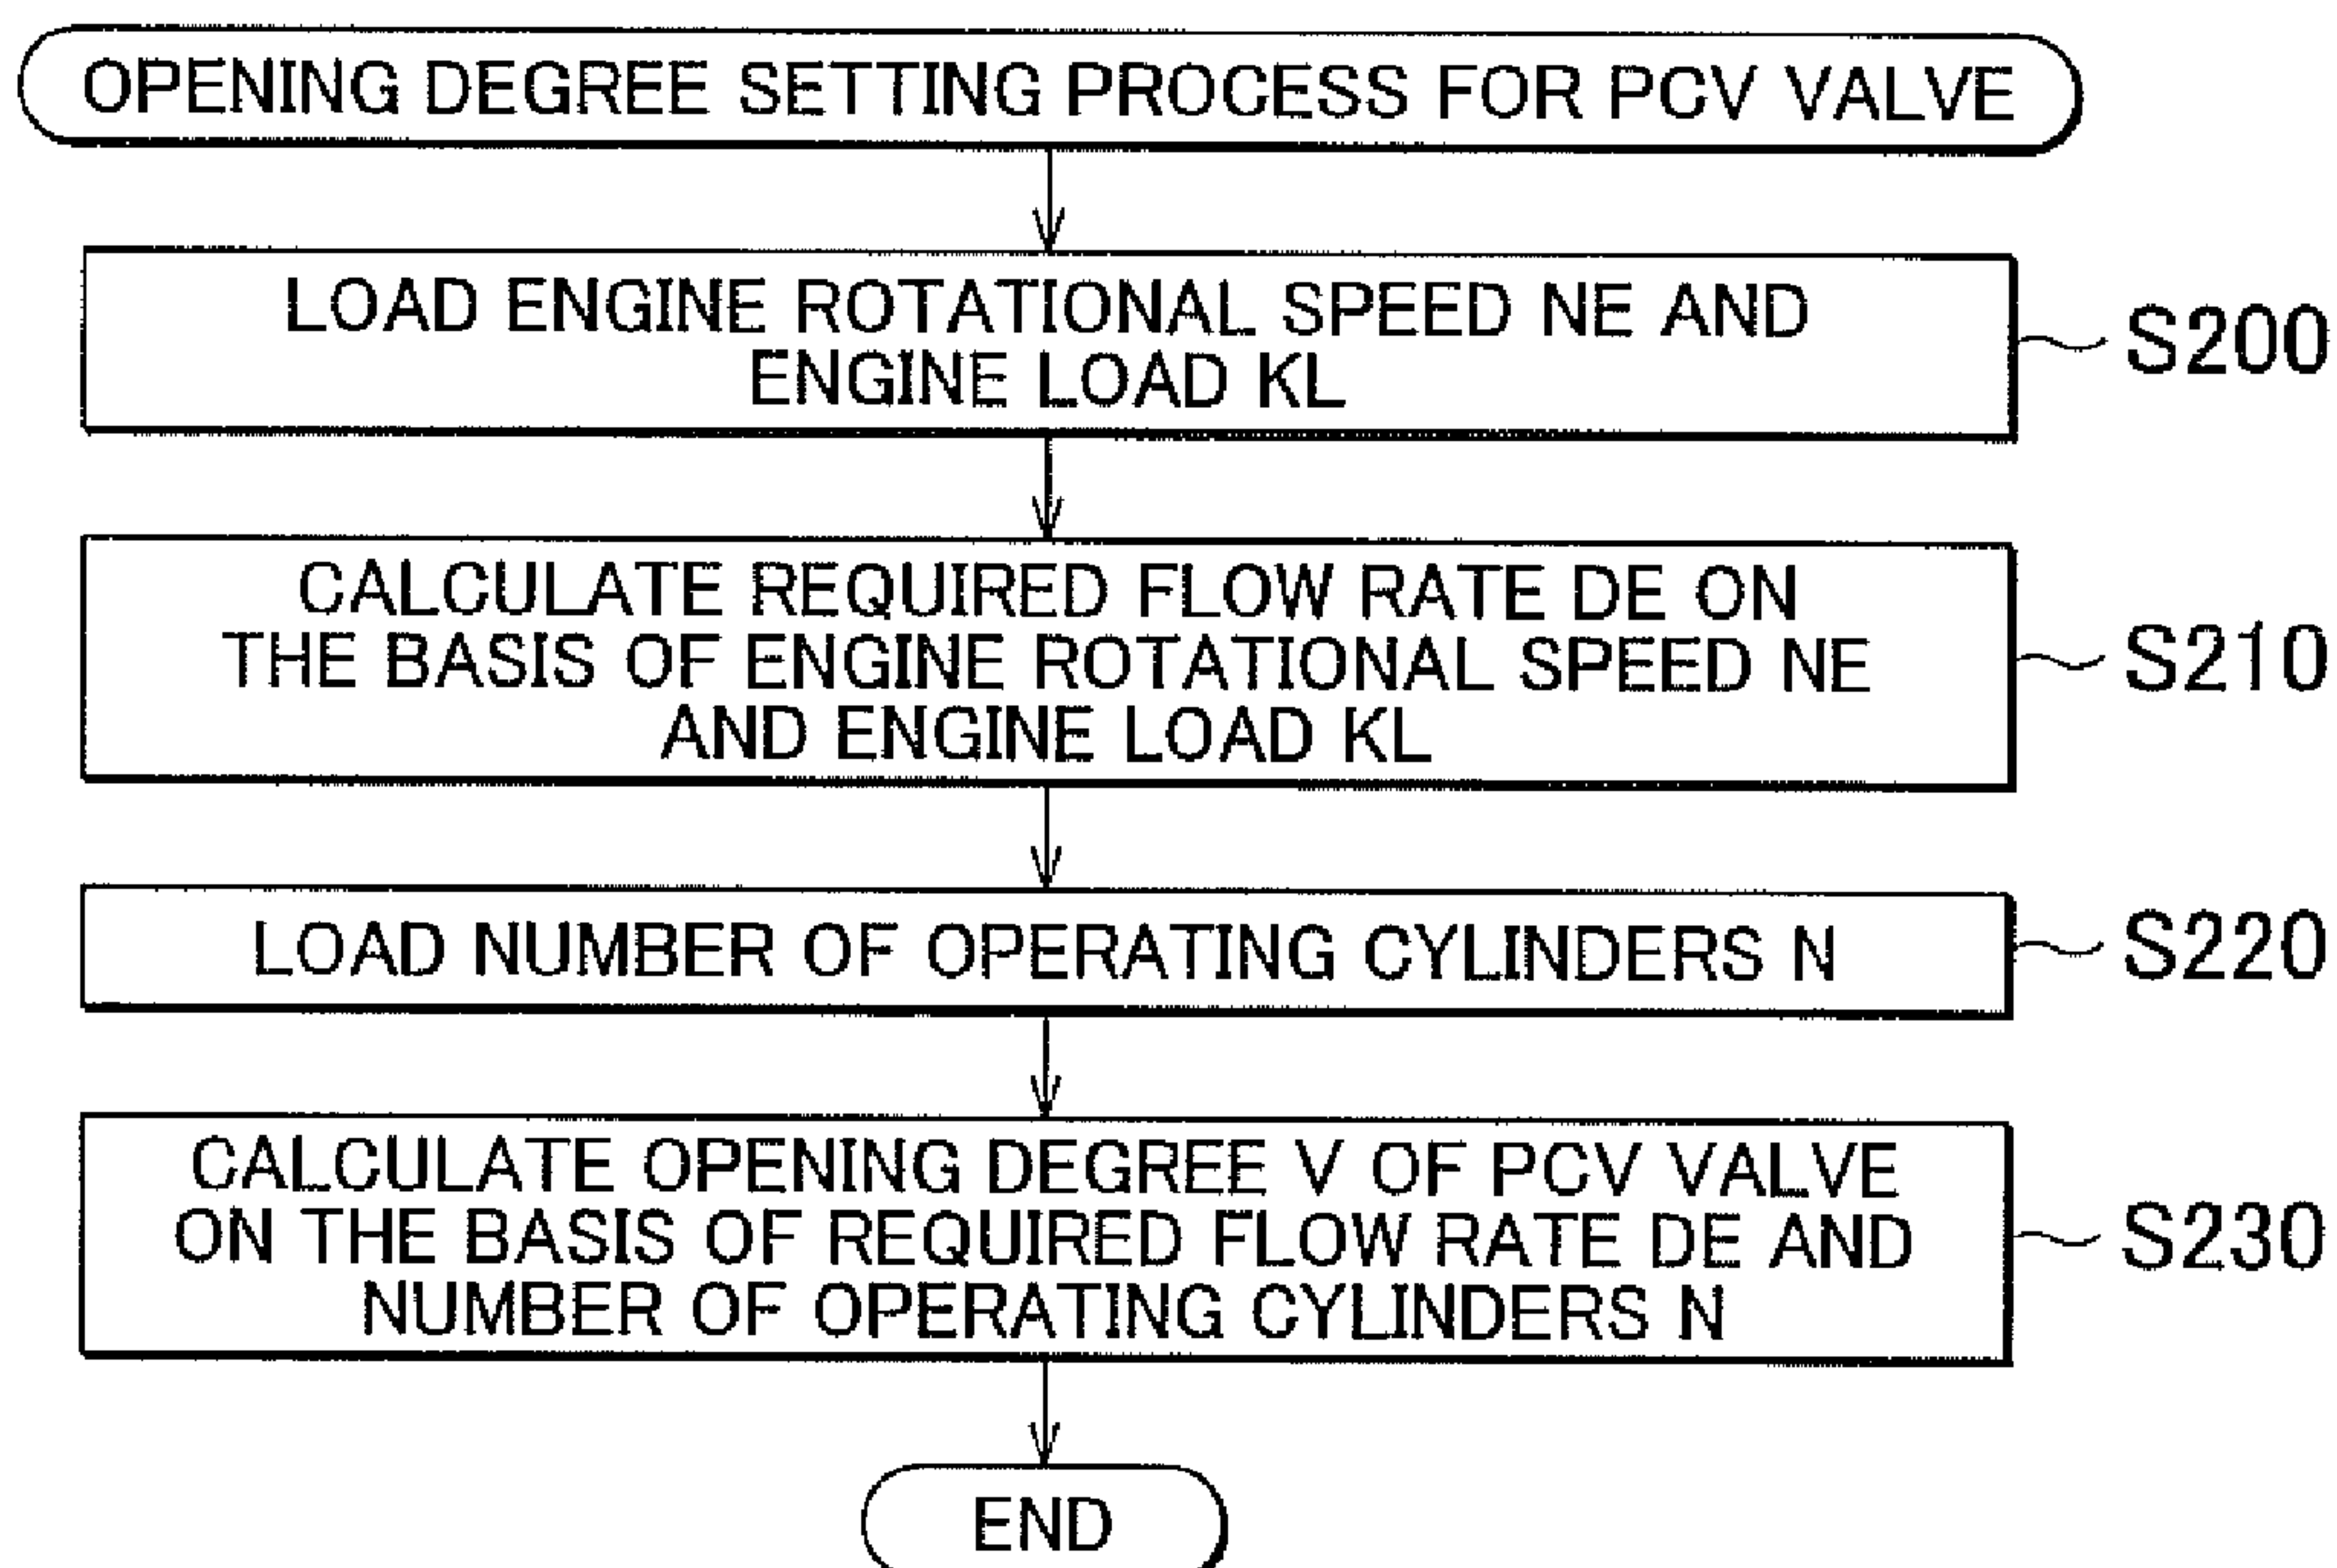 OPENING DEGREE SETTING PROCESS FOR PCV VALVE
LOAD ENGINE ROTATIONAL SPEED NE AND
ENGINE LOAD KL
S200
CALCULATE REQUIRED FLOW RATE DE ON
THE BASIS OF ENGINE ROTATIONAL SPEED NE
AND ENGINE LOAD KL
S210
LOAD NUMBER OF OPERATING CYLINDERS N
S220
CALCULATE OPENING DEGREE V OF PCV VALVE
ON THE BASIS OF REQUIRED FLOW RATE DE AND
NUMBER OF OPERATING CYLINDERS N
S230
END